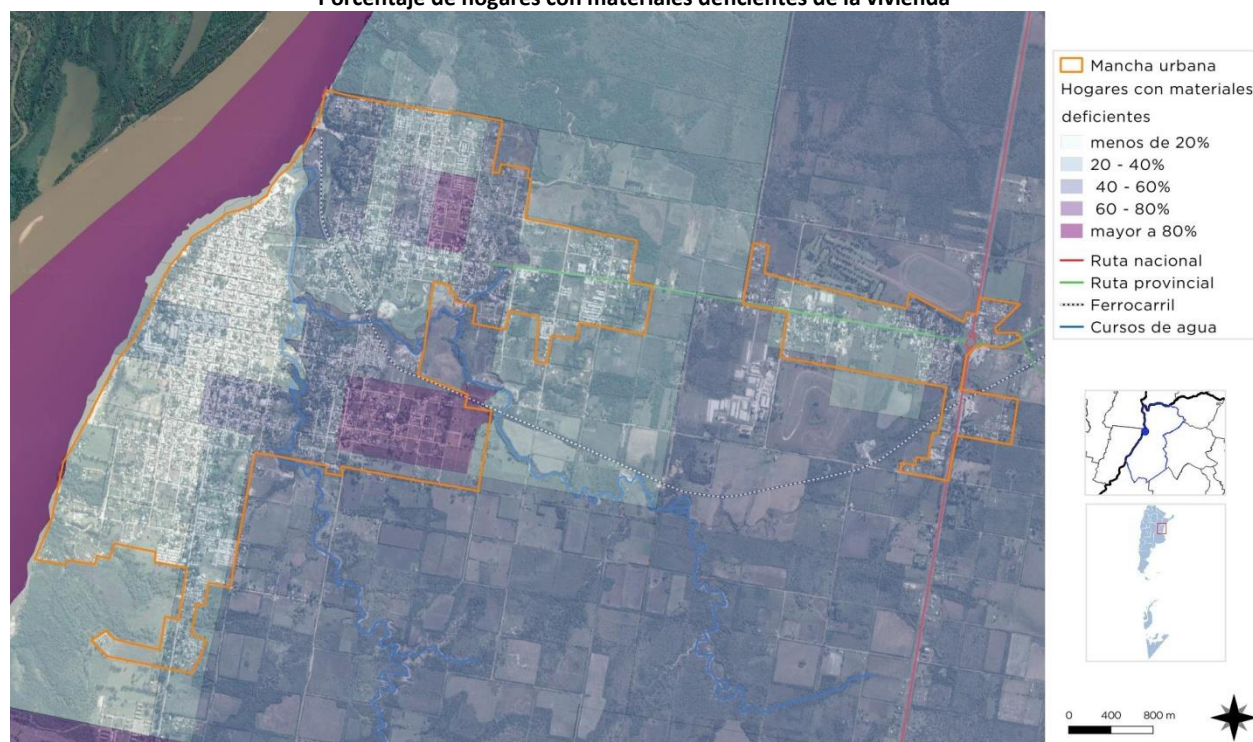 Porcentaje de hogares con materiales deficientes de la vivienda
Mancha urbana
Hogares con materiales
deficientes
menos de 20%
20 - 40%
40 - 60%
60 - 80%
mayor a 80%
Ruta nacional
Ruta provincial
Ferrocarril
Cursos de agua
0 400 800 m